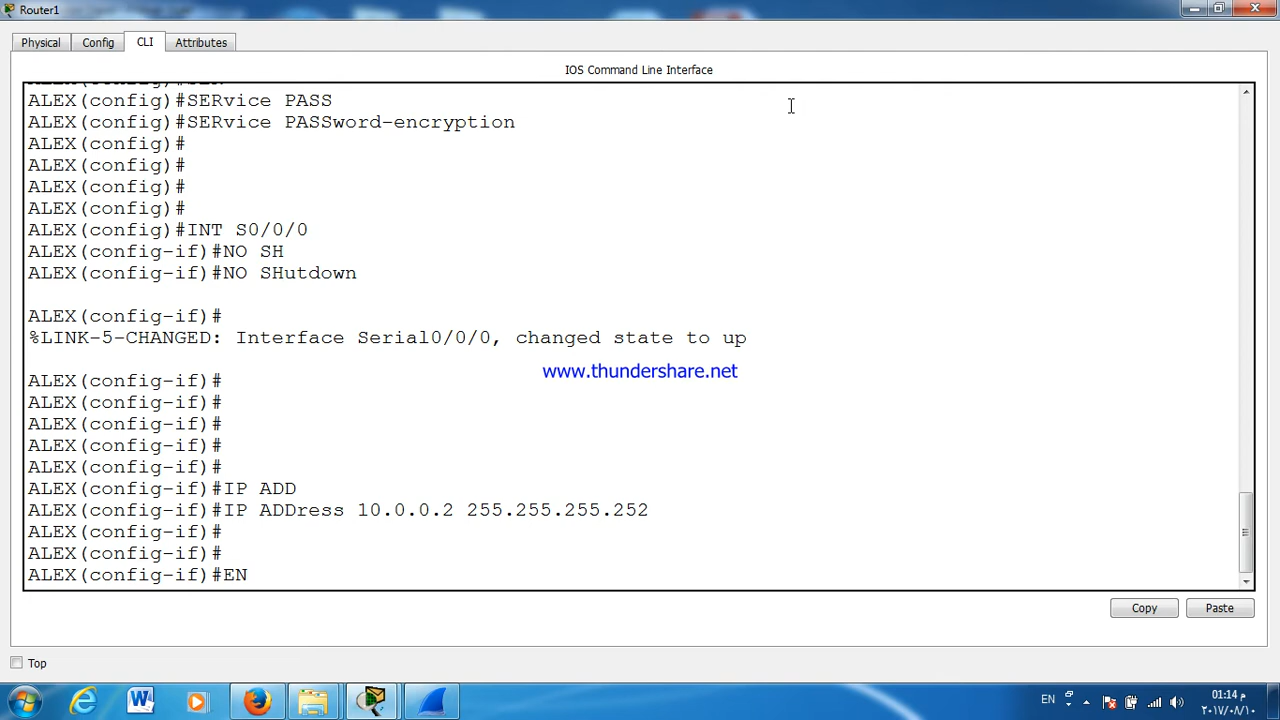 Router1
Physical Config CLI Attributes
IOS Command Line Interface
ALEX(config)#SERvice PASS
ALEX(config)#SERvice PASSword-encryption
ALEX(config)#
ALEX(config)#
ALEX(config)#
ALEX(config)#
ALEX(config)#INT S0/0/0
ALEX(config-if)#NO SH
ALEX(config-if)#NO SHutdown
ALEX(config-if)#
%LINK-5-CHANGED: Interface Serial0/0/0, changed state to up
www.thundershare.net
ALEX(config-if)#
ALEX(config-if)#
ALEX(config-if)#
ALEX(config-if)#
ALEX(config-if)#
ALEX(config-if)#IP ADD
ALEX(config-if)#IP ADDress 10.0.0.2 255.255.255.252
ALEX(config-if)#
ALEX(config-if)#
ALEX(config-if)#EN
Copy Paste
Top
EN
01:14 م
٢٠١٧/٠٨/١٠